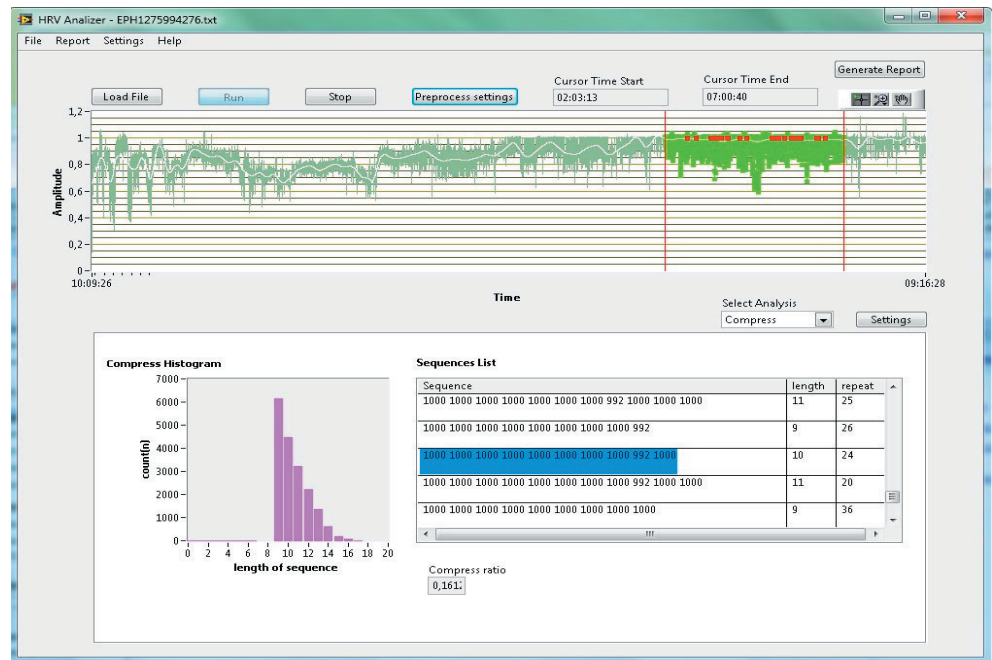 HRV Analizer - EPH1275994276.txt
File Report Settings Help
Generate Report
Cursor Time Start Cursor Time End
Load File Run Stop Preprocess settings 02:03:13 07:00:40
1,2
1
0,8
0,6
0,4
0,2
0
Amplitude
10:09:26 09:16:28
Time
Select Analysis
Compress Settings
Compress Histogram
7000
6000
5000
4000
3000
2000
1000
0
count(n)
0 2 4 6 8 10 12 14 16 18 20
length of sequence
Sequences List
Sequence length repeat
1000 1000 1000 1000 1000 1000 1000 992 1000 1000 1000 11 25
1000 1000 1000 1000 1000 1000 1000 1000 992 9 26
1000 1000 1000 1000 1000 1000 1000 1000 992 1000 10 24
1000 1000 1000 1000 1000 1000 1000 1000 992 1000 1000 11 20
1000 1000 1000 1000 1000 1000 1000 1000 1000 9 36
Compress ratio
0,161